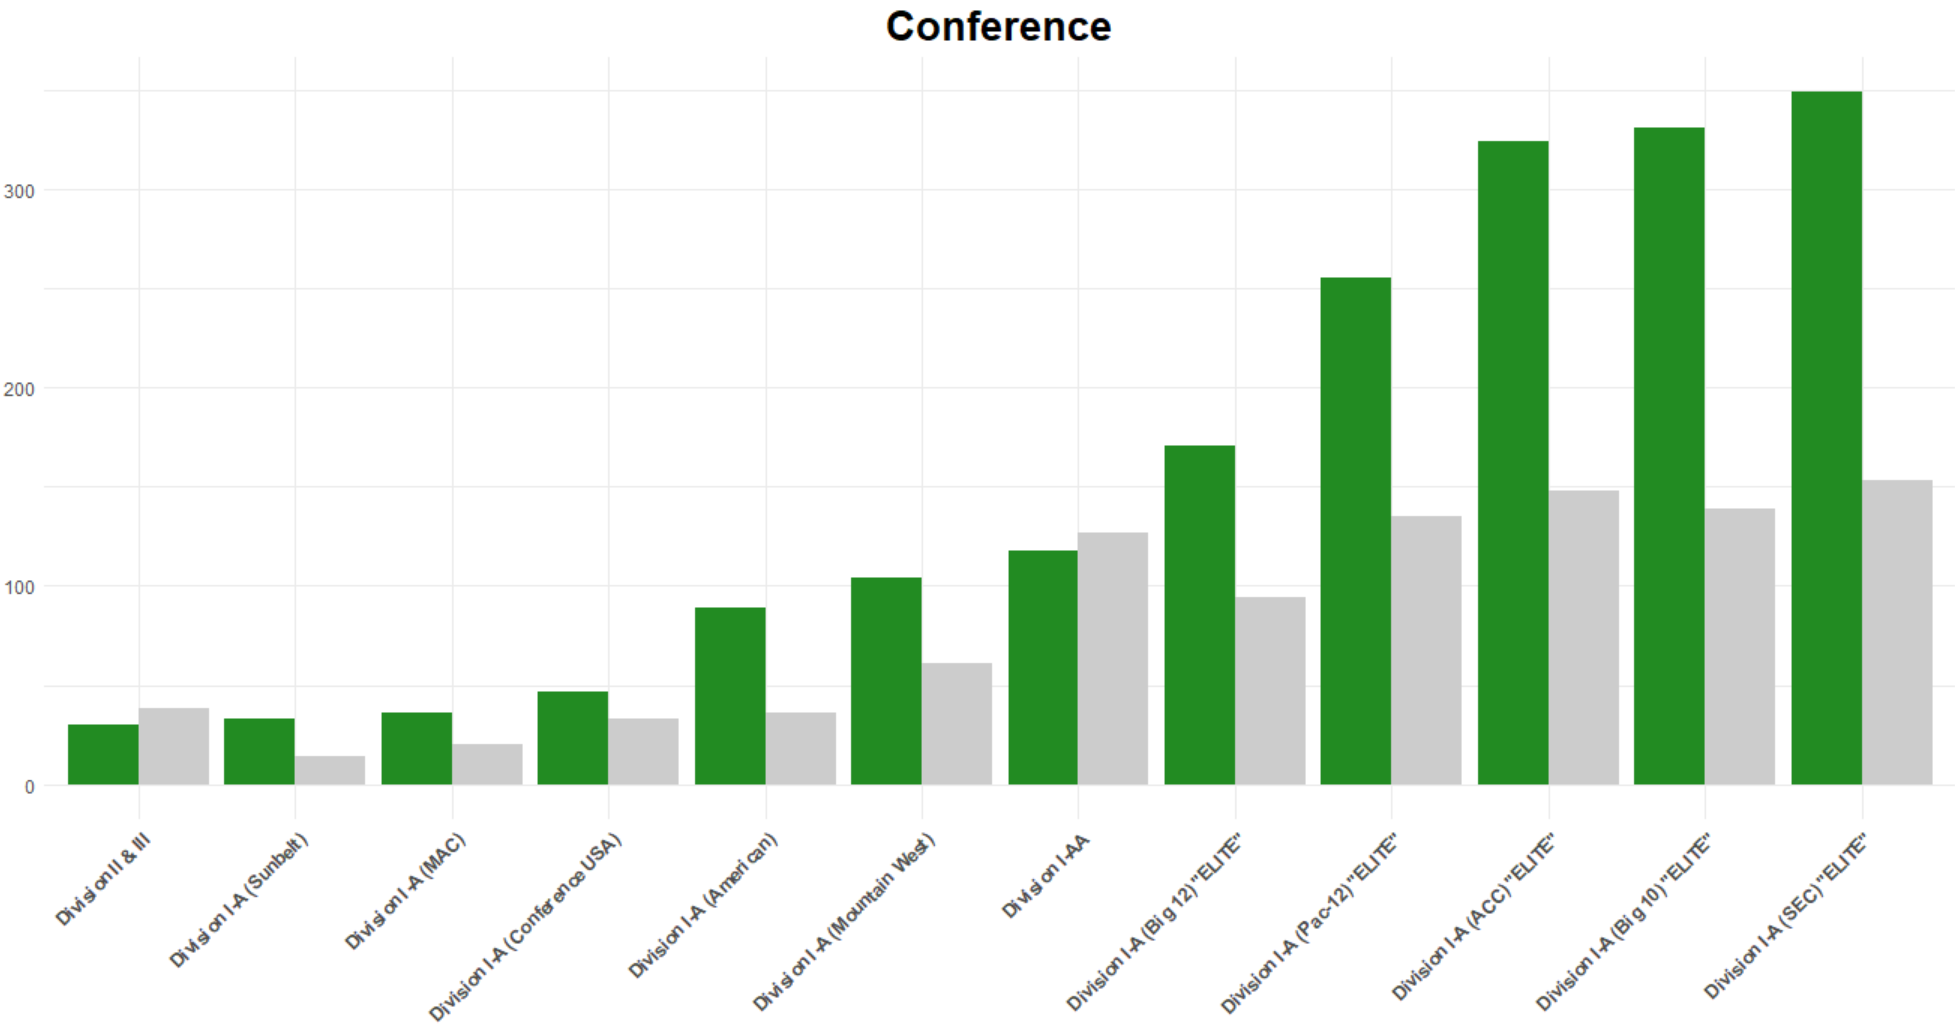 Conference
300
200
100
0
Division II & III
Division I-A (Sunbelt)
Division I-A (MAC)
Division I-A (Conference USA)
Division I-A (American)
Division I-A (Mountain West)
Division I-AA
Division I-A (Big 12) "ELITE"
Division I-A (Pac-12) "ELITE"
Division I-A (ACC) "ELITE"
Division I-A (Big 10) "ELITE"
Division I-A (SEC) "ELITE"